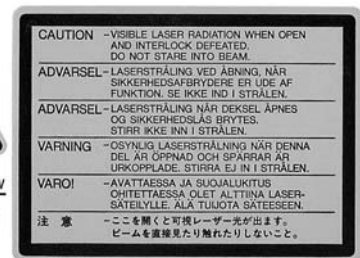 CAUTION - VISIBLE LASER RADIATION WHEN OPEN
AND INTERLOCK DEFEATED.
DO NOT STARE INTO BEAM.
ADVARSEL - LASERSTRÅLING VED ÅBNING, NÅR
SIKKERHEDSAFBRYDERE ER UDE AF
FUNKTION. SE IKKE IND I STRÅLEN.
ADVARSEL - LASERSTRÅLING NÅR DEKSEL ÅPNES
OG SIKKERHEDSLÅS BRYTES.
STIRR IKKE INN I STRÅLEN.
VARNING - OSYNLIG LASERSTRÅLNING NÄR DENNA
DEL ÄR ÖPPNAD OCH SPÄRRAR ÄR
URKOPPLADE. STIRRA EJ IN I STRÅLEN.
VARO! - AVATTAESSA JA SUOJALUKITUS
OHITETTAESSA OLET ALTTIINA LASER-
SÄTEILYLLE. ÄLÄ TUIJOTA SÄTEESEEN.
注 意 - ここを開くと可視レーザー光が出ます。
ビームを直接見たり触れたりしないこと。